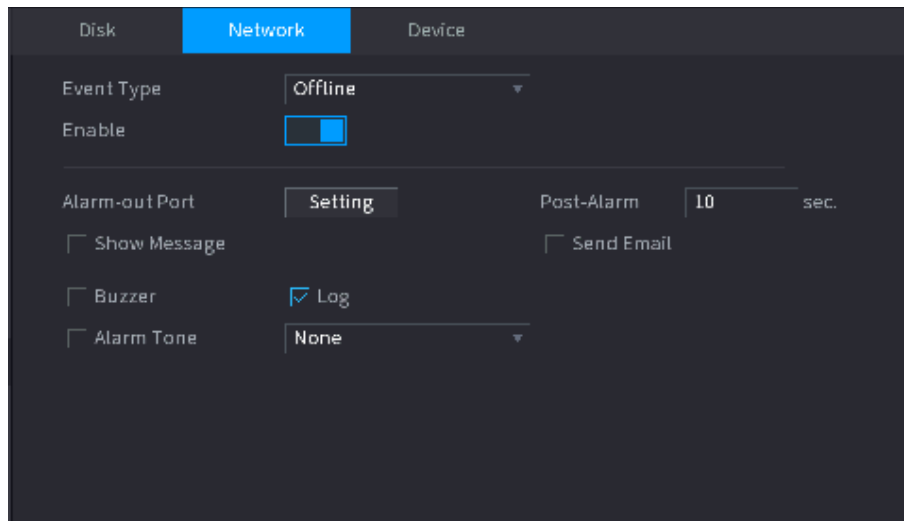 Disk Network Device
Event Type Offline
Enable
Alarm-out Port Setting Post-Alarm 10 sec.
Show Message Send Email
Buzzer Log
Alarm Tone None